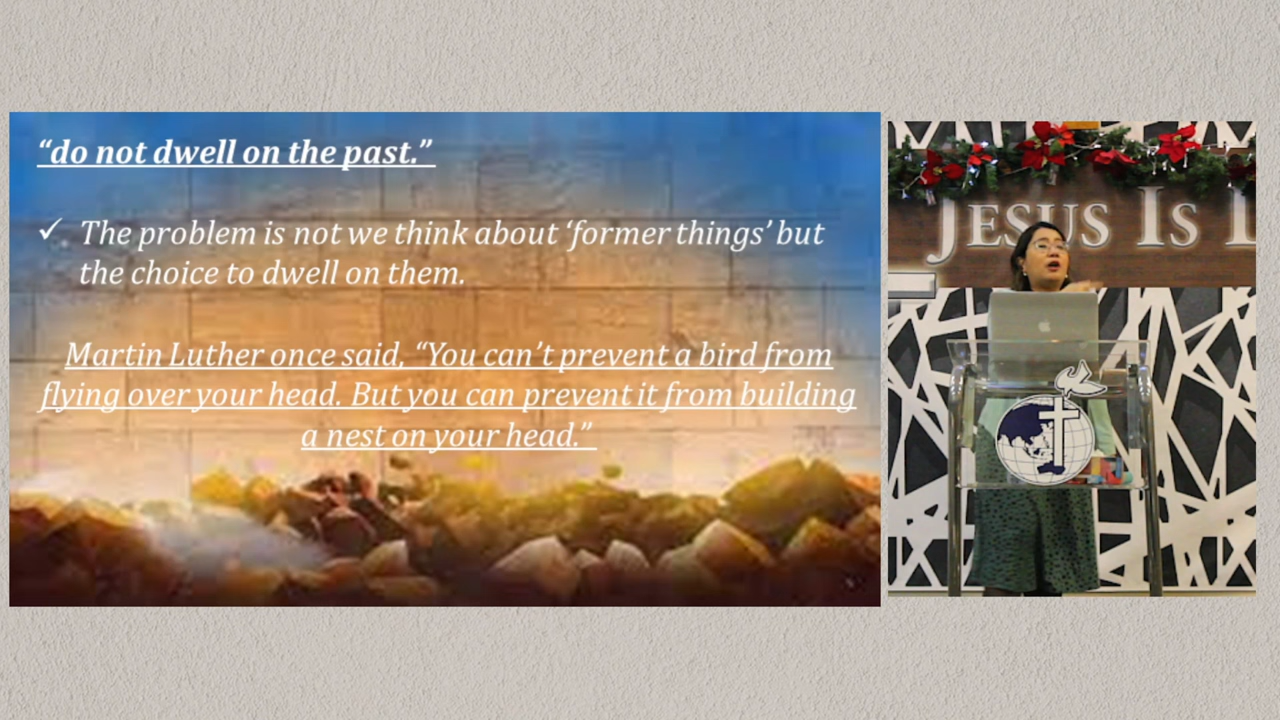 “do not dwell on the past.”
✓ The problem is not we think about ‘former things’ but
the choice to dwell on them.
Martin Luther once said, “You can’t prevent a bird from
flying over your head. But you can prevent it from building
a nest on your head.”
JESUS IS